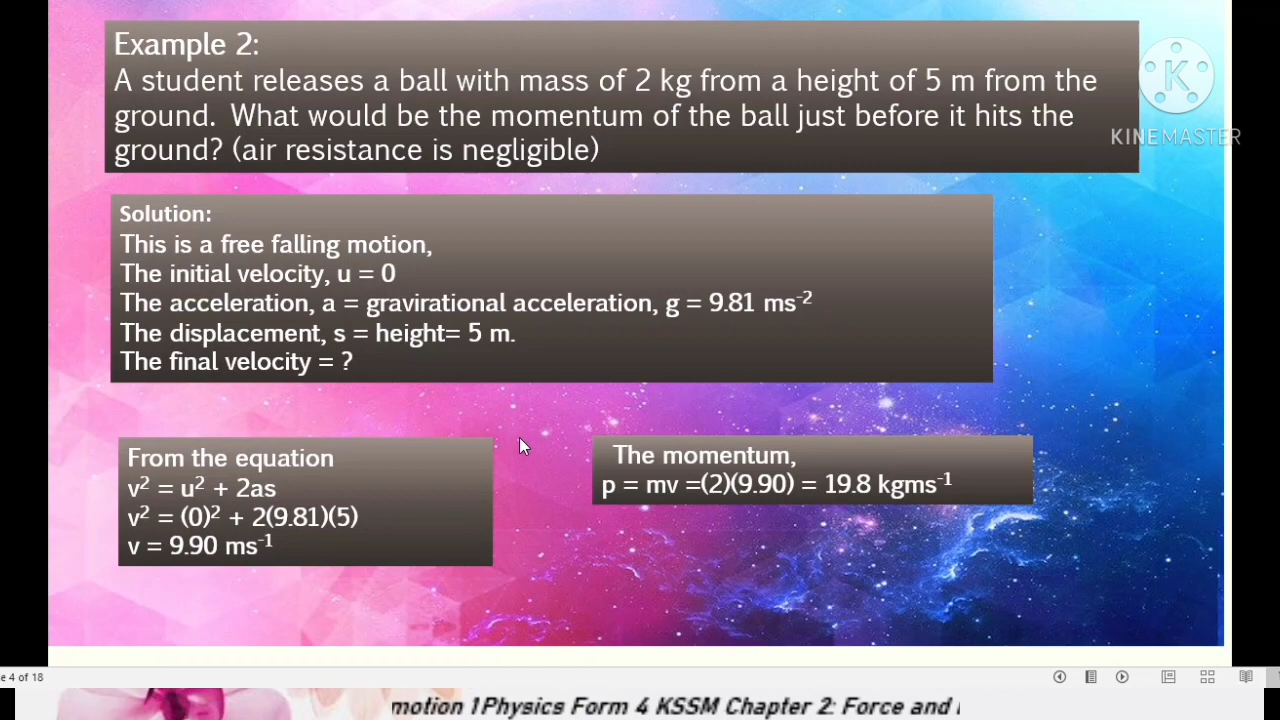 Example 2:
A student releases a ball with mass of 2 kg from a height of 5 m from the
ground. What would be the momentum of the ball just before it hits the
ground? (air resistance is negligible)
K
KINEMASTER
Solution:
This is a free falling motion,
The initial velocity, u = 0
The acceleration, a = gravirational acceleration, g = 9.81 ms⁻²
The displacement, s = height= 5 m.
The final velocity = ?
From the equation
v² = u² + 2as
v² = (0)² + 2(9.81)(5)
v = 9.90 ms⁻¹
The momentum,
p = mv =(2)(9.90) = 19.8 kgms⁻¹
e 4 of 18
motion 1Physics Form 4 KSSM Chapter 2: Force and